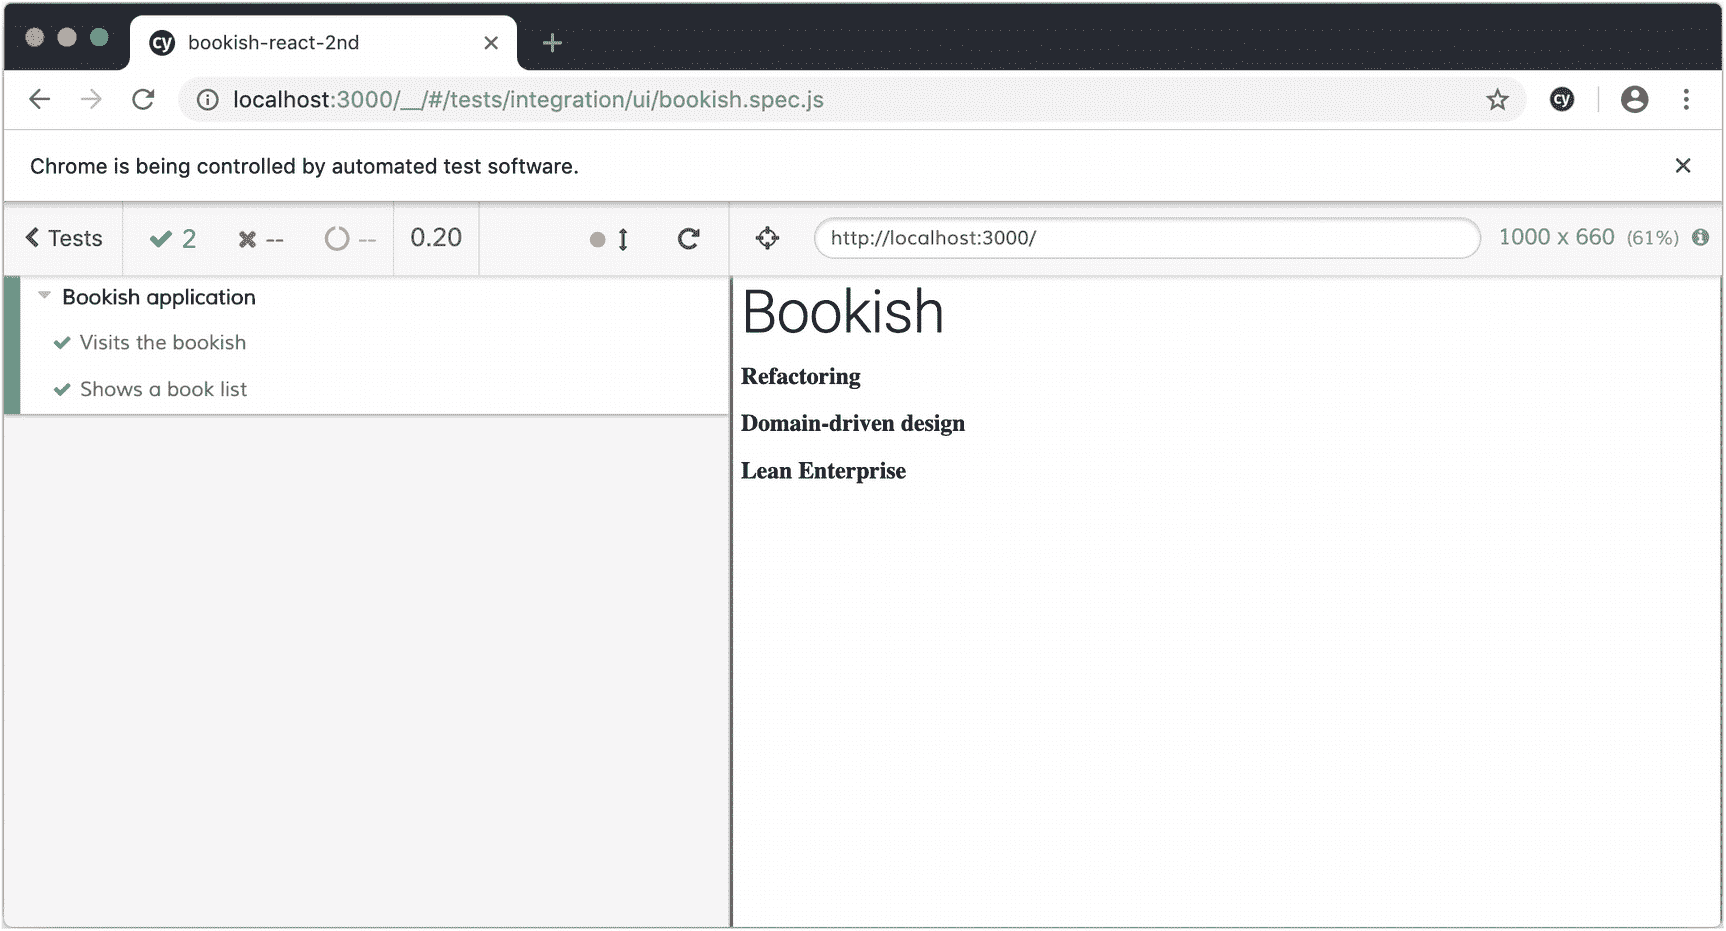 cy bookish-react-2nd
localhost:3000/__/#/tests/integration/ui/bookish.spec.js cy
Chrome is being controlled by automated test software.
Tests 2 -- -- 0.20 http://localhost:3000/ 1000 x 660 (61%)
Bookish application
Visits the bookish
Shows a book list
Bookish
Refactoring
Domain-driven design
Lean Enterprise